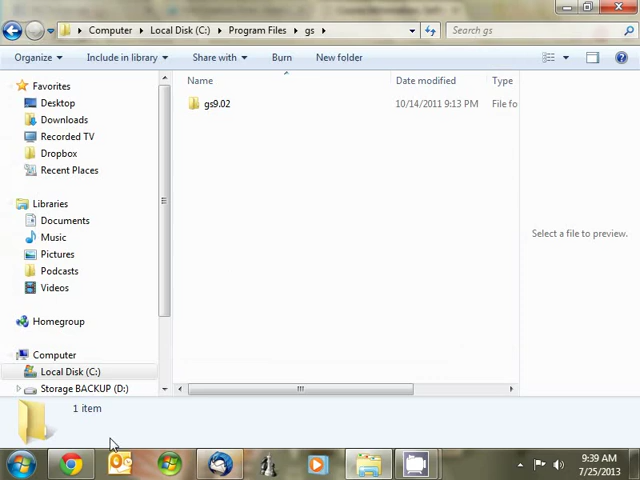 Computer ▸ Local Disk (C:) ▸ Program Files ▸ gs ▸
Search gs
Organize Include in library Share with Burn New folder
Name Date modified Type
gs9.02 10/14/2011 9:13 PM File fo
Favorites
Desktop
Downloads
Recorded TV
Dropbox
Recent Places
Libraries
Documents
Music
Pictures
Podcasts
Videos
Homegroup
Computer
Local Disk (C:)
Storage BACKUP (D:)
Select a file to preview.
1 item
9:39 AM
7/25/2013